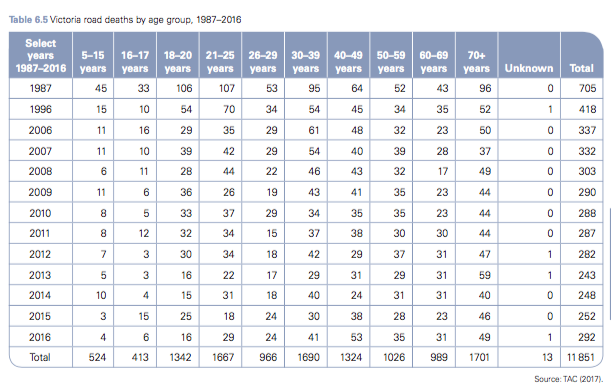 Table 6.5 Victoria road deaths by age group, 1987–2016
Select years 1987–2016 5–15 years 16–17 years 18–20 years 21–25 years 26–29 years 30–39 years 40–49 years 50–59 years 60–69 years 70+ years Unknown Total
1987 45 33 106 107 53 95 64 52 43 96 0 705
1996 15 10 54 70 34 54 45 34 35 52 1 418
2006 11 16 29 35 29 61 48 32 23 50 0 337
2007 11 10 39 42 29 54 40 39 28 37 0 332
2008 6 11 28 44 22 46 43 32 17 49 0 303
2009 11 6 36 26 19 43 41 35 23 44 0 290
2010 8 5 33 37 29 34 35 35 23 44 0 288
2011 8 12 32 34 15 37 38 30 30 44 0 287
2012 7 3 30 34 18 42 29 37 31 47 1 282
2013 5 3 16 22 17 29 31 29 31 59 1 243
2014 10 4 15 31 18 40 24 31 31 40 0 248
2015 3 15 25 18 24 30 38 28 23 46 0 252
2016 4 6 16 29 24 41 53 35 31 49 1 292
Total 524 413 1342 1667 966 1690 1324 1026 989 1701 13 11 851
Source: TAC (2017).